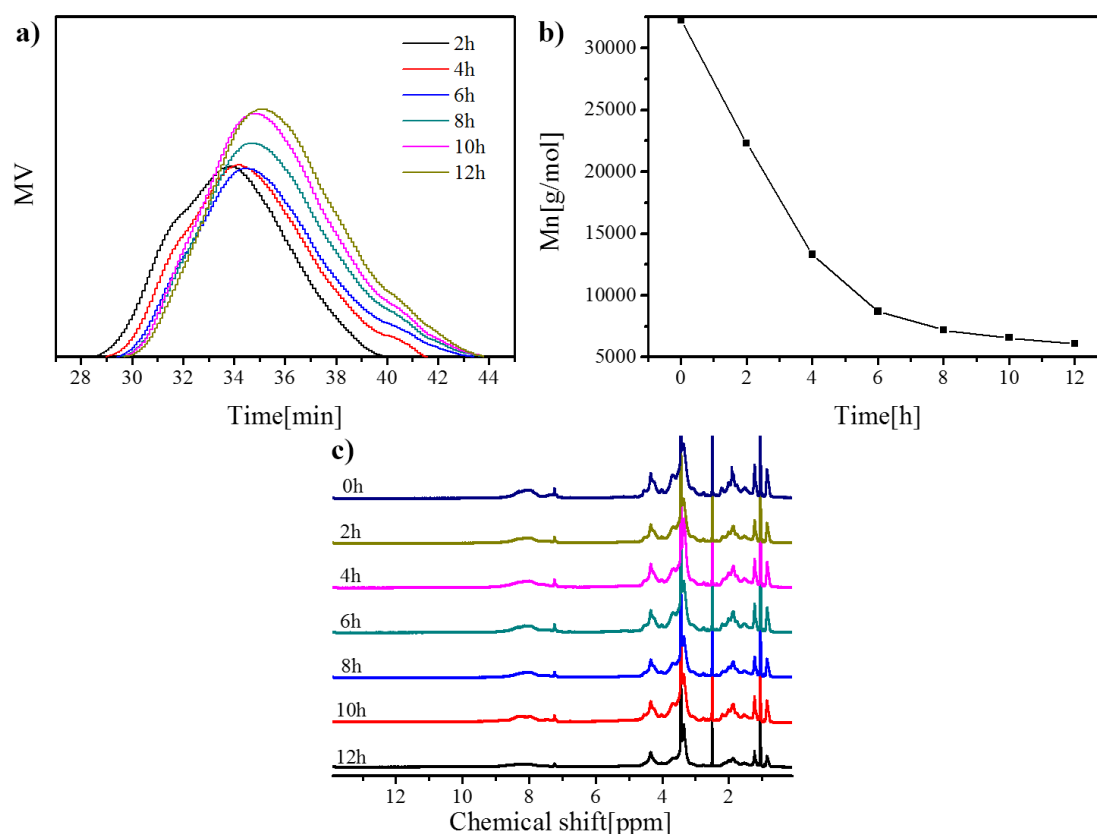 a)
2h
4h
6h
8h
10h
12h
MV
28 30 32 34 36 38 40 42 44
Time[min]
b)
30000
25000
20000
15000
10000
5000
Mn[g/mol]
0 2 4 6 8 10 12
Time[h]
c)
0h
2h
4h
6h
8h
10h
12h
12 10 8 6 4 2
Chemical shift[ppm]